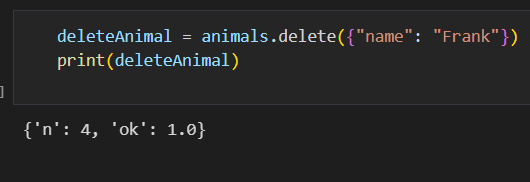 deleteAnimal = animals.delete({"name": "Frank"})
print(deleteAnimal)
]
{'n': 4, 'ok': 1.0}